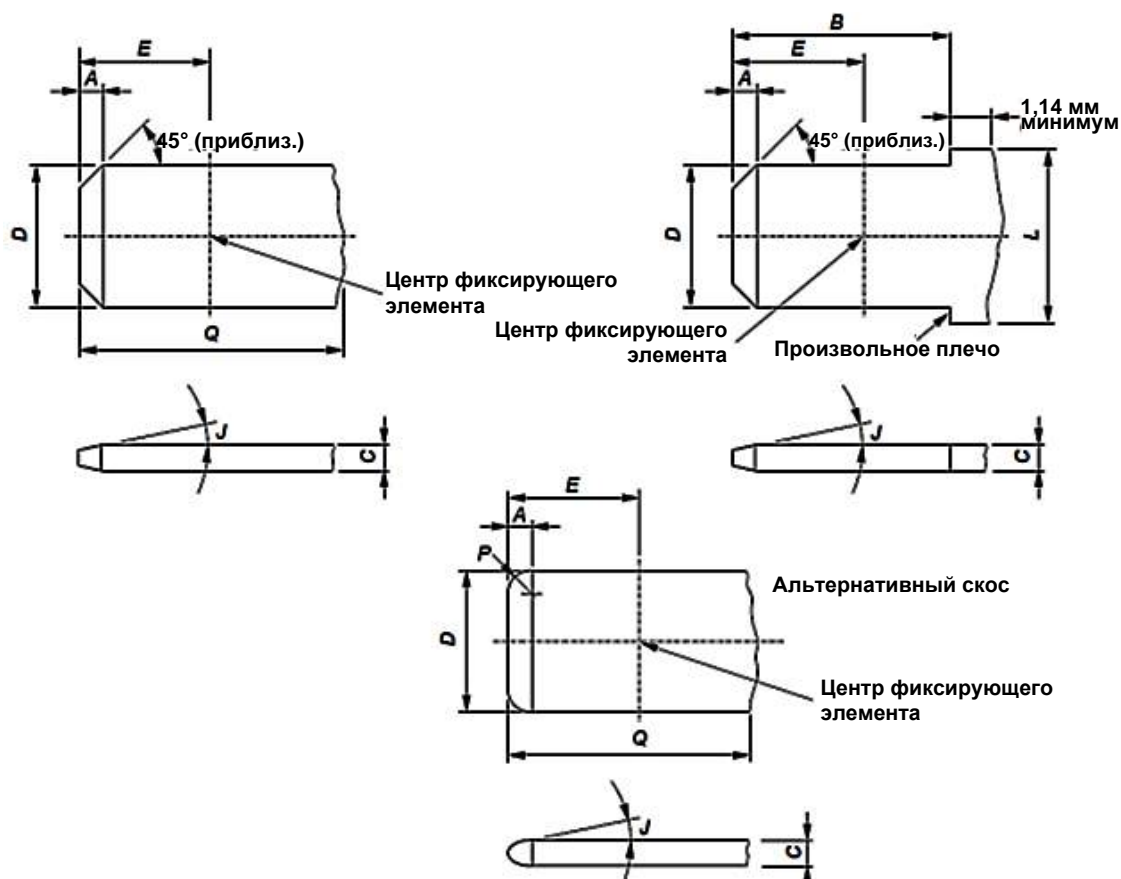 E
A
45° (приблиз.)
D
Центр фиксирующего
элемента
Q
J
C
B
E
A
1,14 мм
минимум
45° (приблиз.)
D
L
Центр фиксирующего
элемента
Произвольное плечо
J
C
E
A
P
Альтернативный скос
D
Центр фиксирующего
элемента
Q
J
C